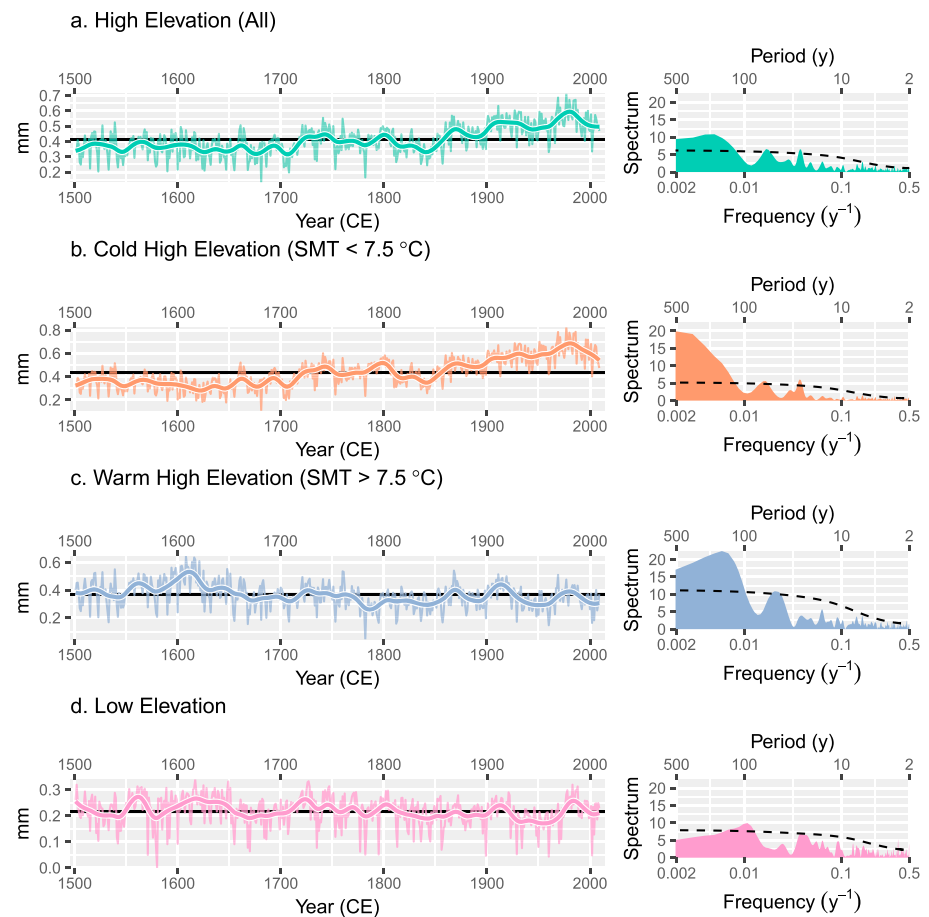 a. High Elevation (All)
1500 1600 1700 1800 1900 2000
mm
0.7
0.6
0.5
0.4
0.3
0.2
1500 1600 1700 1800 1900 2000
Year (CE)
Period (y)
500 100 10 2
Spectrum
20
15
10
5
0
0.002 0.01 0.1 0.5
Frequency (y⁻¹)
b. Cold High Elevation (SMT < 7.5 °C)
1500 1600 1700 1800 1900 2000
mm
0.8
0.6
0.4
0.2
1500 1600 1700 1800 1900 2000
Year (CE)
Period (y)
500 100 10 2
Spectrum
20
15
10
5
0
0.002 0.01 0.1 0.5
Frequency (y⁻¹)
c. Warm High Elevation (SMT > 7.5 °C)
1500 1600 1700 1800 1900 2000
mm
0.6
0.4
0.2
1500 1600 1700 1800 1900 2000
Year (CE)
Period (y)
500 100 10 2
Spectrum
20
15
10
5
0
0.002 0.01 0.1 0.5
Frequency (y⁻¹)
d. Low Elevation
1500 1600 1700 1800 1900 2000
mm
0.3
0.2
0.1
0.0
1500 1600 1700 1800 1900 2000
Year (CE)
Period (y)
500 100 10 2
Spectrum
20
15
10
5
0
0.002 0.01 0.1 0.5
Frequency (y⁻¹)